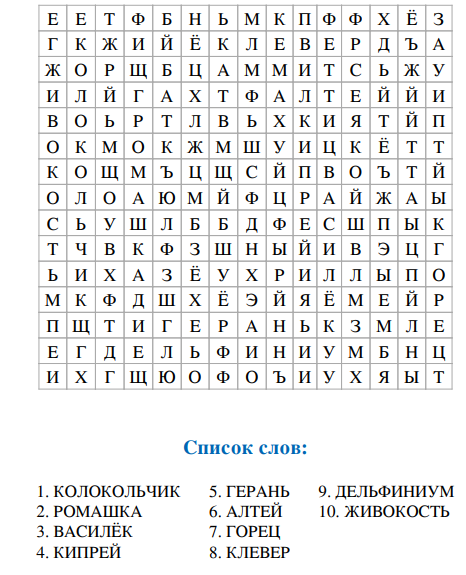 Е Е Т Ф Б Н Ь М К П Ф Ф Х Ё З
Г К Ж И Й Ё К Л Е В Е Р Д Ъ А
Ж О Р Щ Б Ц А М М И Т С Ь Ж У
И Л Й Г А Х Т Ф А Л Т Е Й Й И
В О Ь Р Т Л В Ь Х К И Я Т Й П
О К М О К Ж М Ш У И Ц К Ё Т Т
К О Щ М Ъ Ц Щ С Й П В О Ъ Т Й
О Л О А Ю М Й Ф Ц Р А Й Ж А Ы
С Ь У Ш Л Б Б Д Ф Е С Ш П Ы К
Т Ч В К Ф З Ш Н Ы Й И В Э Ц Г
Ь И Х А З Ё У Х Р И Л Л Ы П О
М К Ф Д Ш Х Ё Э Й Я Ё М Е Й Р
П Щ Т И Г Е Р А Н Ь К З М Л Е
Е Г Д Е Л Ь Ф И Н И У М Б Н Ц
И Х Г Щ Ю О Ф О Ъ И У Х Я Ы Т
Список слов:
1. КОЛОКОЛЬЧИК 5. ГЕРАНЬ 9. ДЕЛЬФИНИУМ
2. РОМАШКА 6. АЛТЕЙ 10. ЖИВОКОСТЬ
3. ВАСИЛЁК 7. ГОРЕЦ
4. КИПРЕЙ 8. КЛЕВЕР